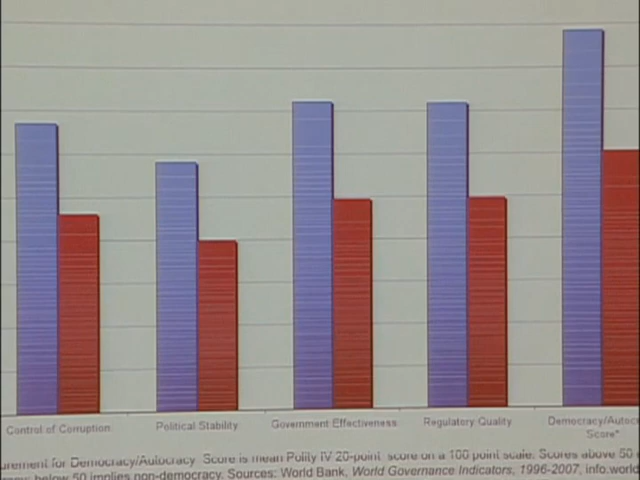 Control of Corruption
Political Stability
Government Effectiveness
Regulatory Quality
Democracy/Autoc
Score*
urement for Democracy/Autocracy Score is mean Polity IV 20-point score on a 100 point scale. Scores above 50
below 50 implies non-democracy. Sources: World Bank, World Governance Indicators, 1996-2007, info.world